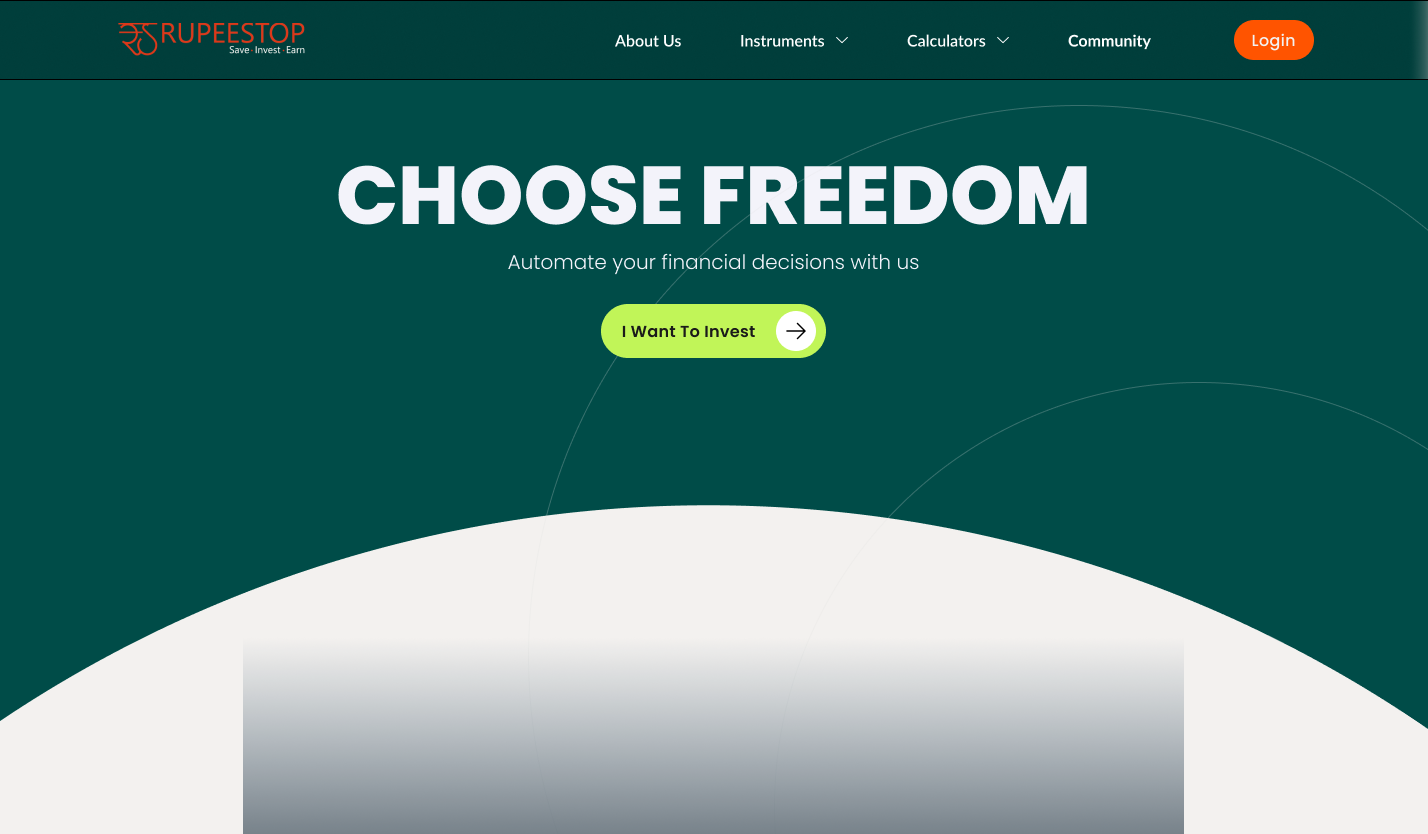 RUPEESTOP
Save · Invest · Earn
About Us
Instruments
Calculators
Community
Login
CHOOSE FREEDOM
Automate your financial decisions with us
I Want To Invest